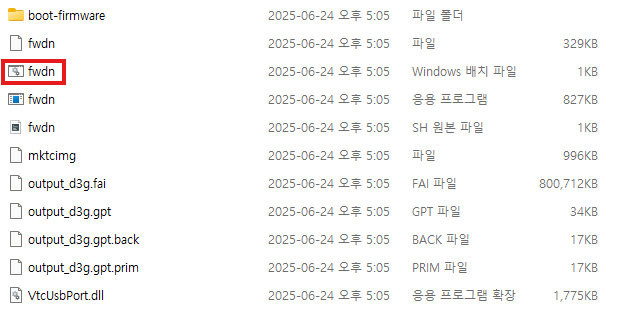 boot-firmware 2025-06-24 오후 5:05 파일 폴더
fwdn 2025-06-24 오후 5:05 파일 329KB
fwdn 2025-06-24 오후 5:05 Windows 배치 파일 1KB
fwdn 2025-06-24 오후 5:05 응용 프로그램 827KB
fwdn 2025-06-24 오후 5:05 SH 원본 파일 1KB
mktcimg 2025-06-24 오후 5:05 파일 996KB
output_d3g.fai 2025-06-24 오후 5:05 FAI 파일 800,712KB
output_d3g.gpt 2025-06-24 오후 5:05 GPT 파일 34KB
output_d3g.gpt.back 2025-06-24 오후 5:05 BACK 파일 17KB
output_d3g.gpt.prim 2025-06-24 오후 5:05 PRIM 파일 17KB
VtcUsbPort.dll 2025-06-24 오후 5:05 응용 프로그램 확장 1,775KB